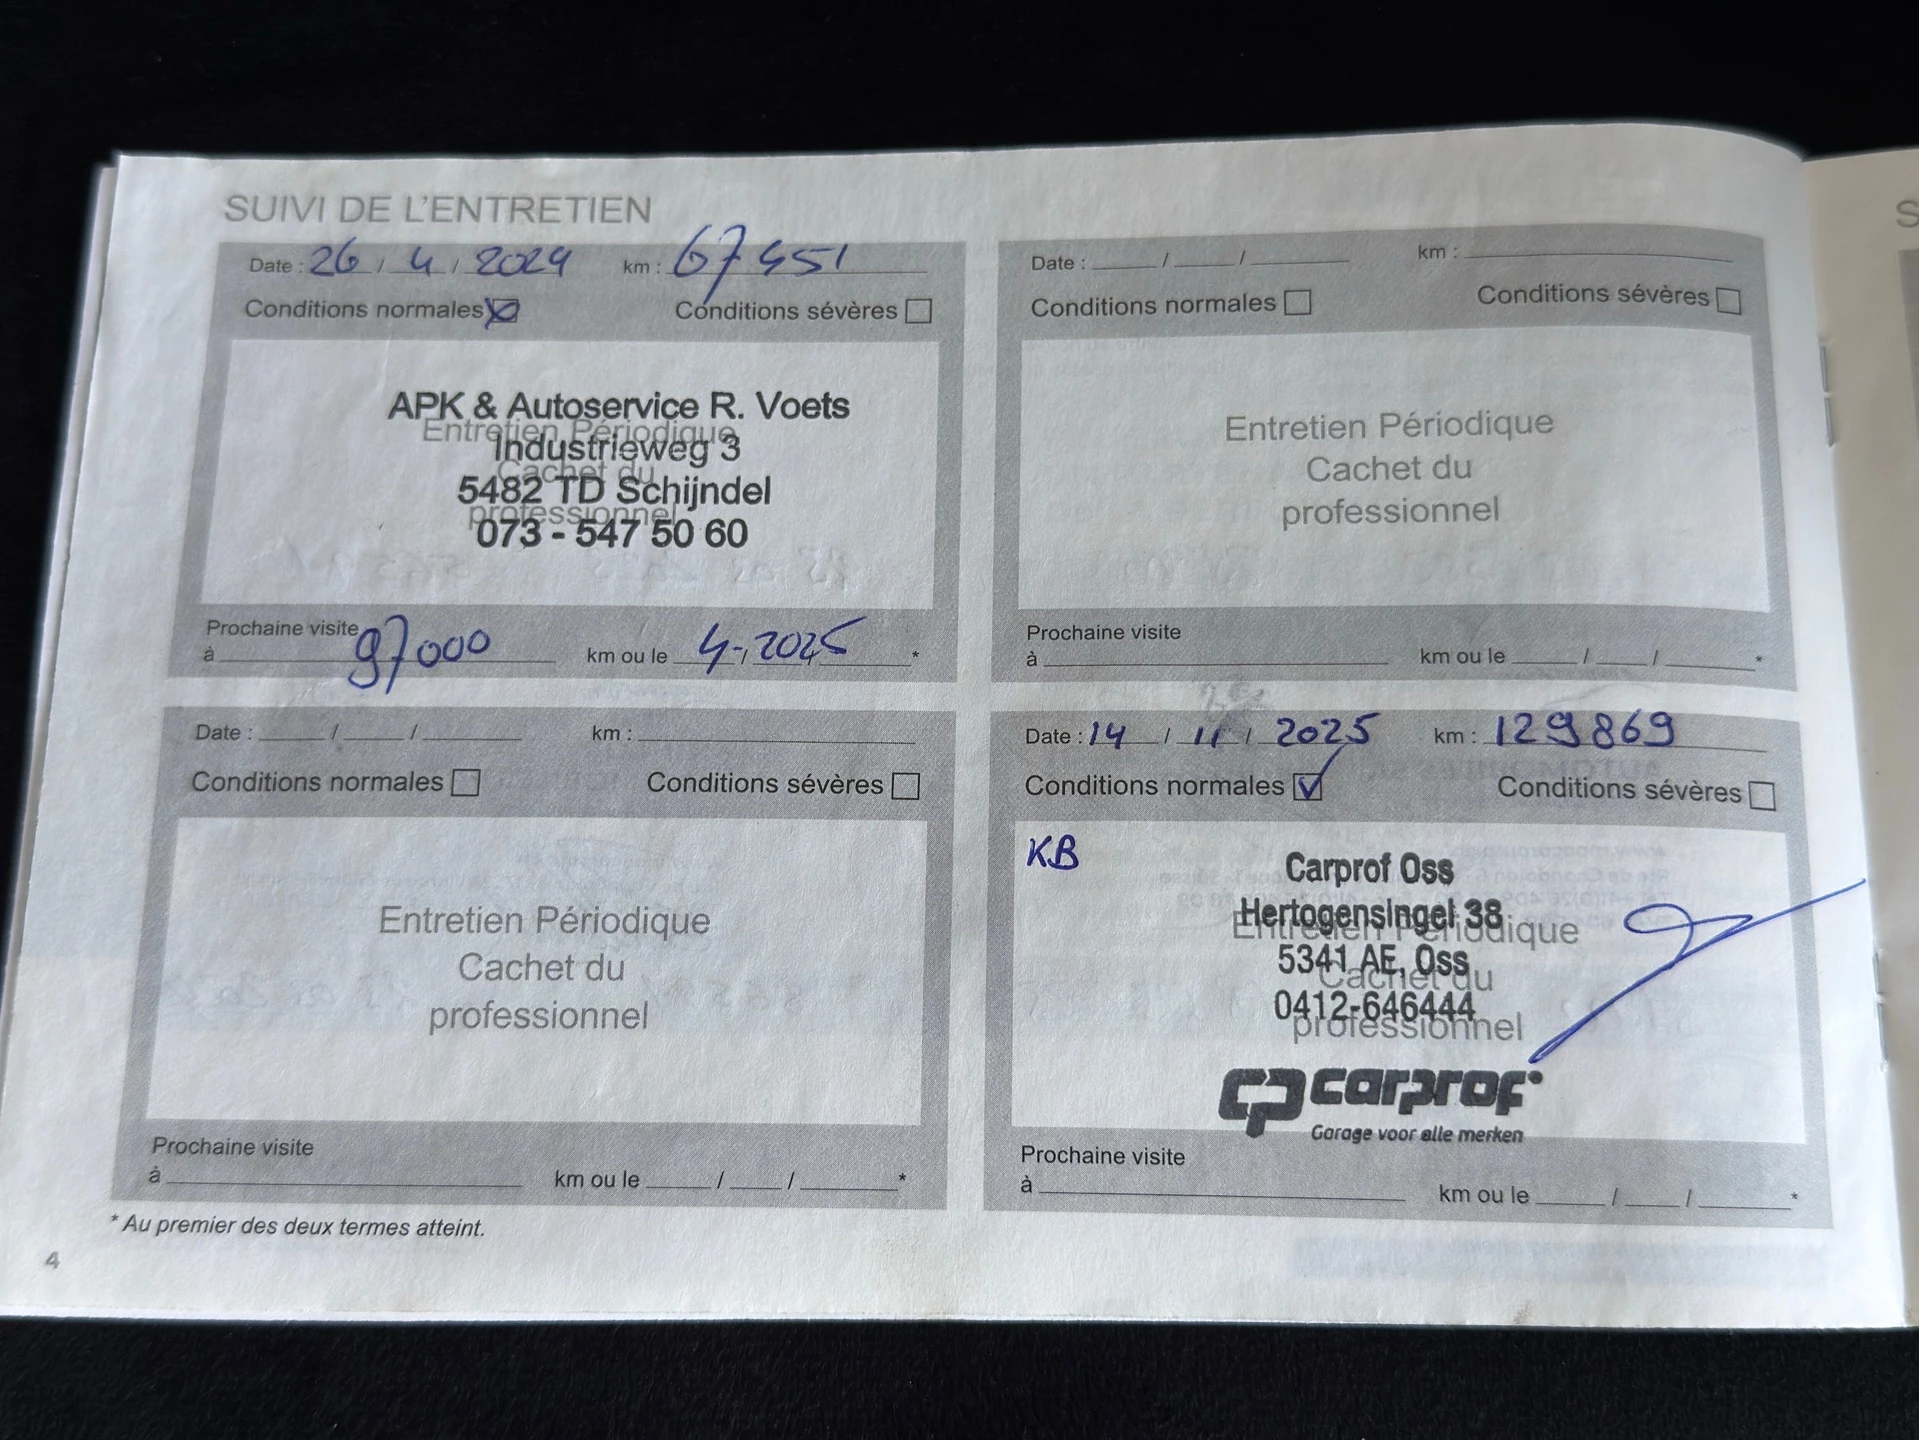 SUIVI DE L'ENTRETIEN
Date : 26 / 4 / 2024 km : 67451
Conditions normales Conditions sévères
APK & Autoservice R. Voets
Entretien Périodique
Industrieweg 3
Cachet du
5482 TD Schijndel
professionnel
073 - 547 50 60
Prochaine visite
à 97000 km ou le 4-2025 *
Date : / / km :
Conditions normales Conditions sévères
Entretien Périodique
Cachet du
professionnel
Prochaine visite
à km ou le / / *
Date : / / km :
Conditions normales Conditions sévères
Entretien Périodique
Cachet du
professionnel
Prochaine visite
à km ou le / / *
Date : 14 / 11 / 2025 km : 129869
Conditions normales Conditions sévères
KB
Carprof Oss
Hertogensingel 38
Entretien Périodique
5341 AE, Oss
Cachet du
0412-646444
professionnel
cp carprof
Garage voor alle merken
Prochaine visite
à km ou le / / *
* Au premier des deux termes atteint.
4
S